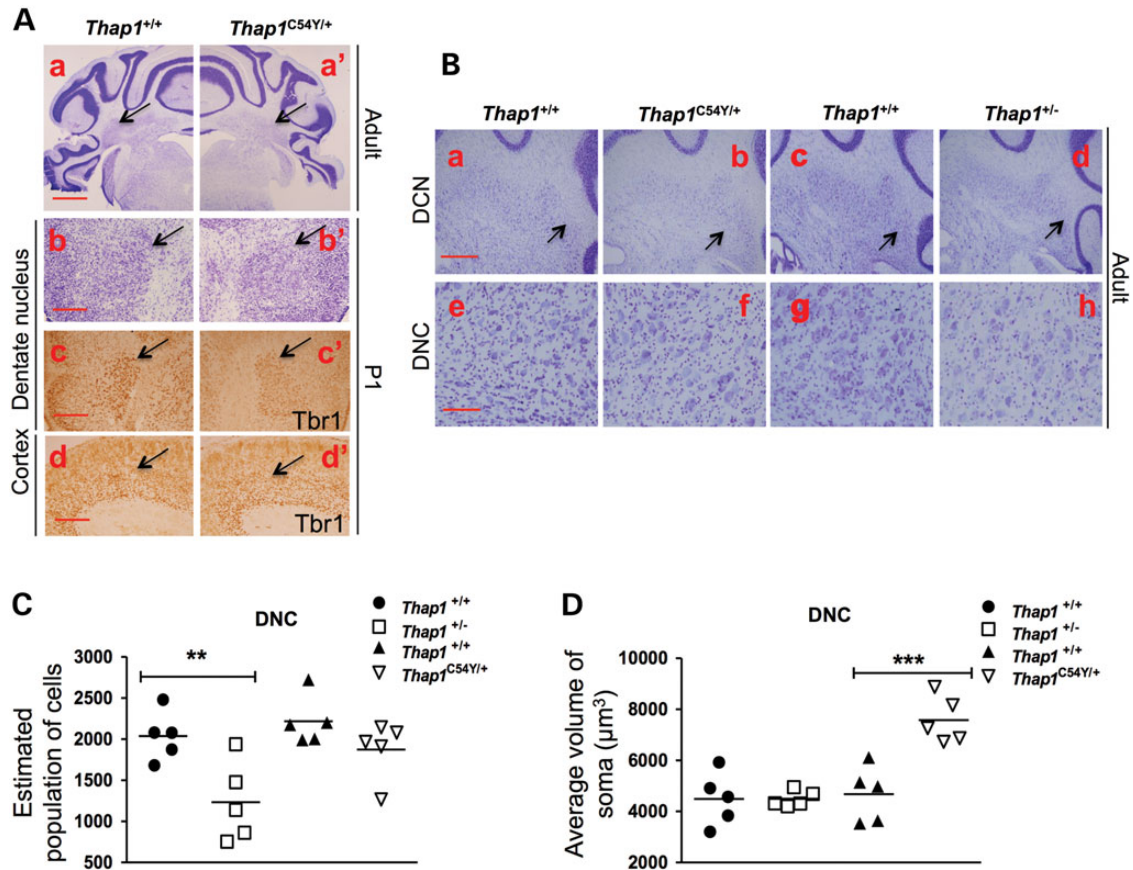 A
Thap1+/+ Thap1C54Y/+
a a'
Adult
b b'
Dentate nucleus
c c'
Tbr1
P1
Cortex
d d'
Tbr1
B
Thap1+/+ Thap1C54Y/+ Thap1+/+ Thap1+/-
DCN
a b c d
DNC
e f g h
Adult
C
DNC
Thap1 +/+
Thap1 +/-
Thap1 +/+
Thap1C54Y/+
**
Estimated
population of cells
3000
2500
2000
1500
1000
500
D
DNC
Thap1 +/+
Thap1 +/-
Thap1 +/+
Thap1C54Y/+
***
Average volume of
soma (µm³)
10000
8000
6000
4000
2000